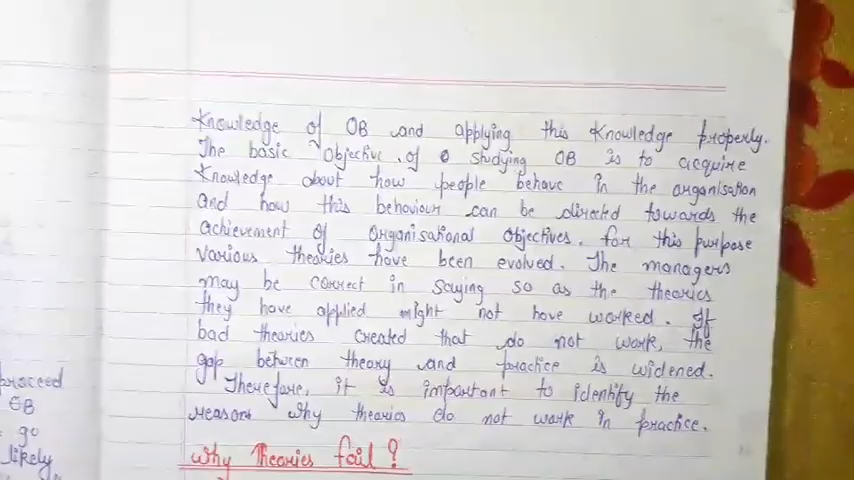 Knowledge of OB and applying this knowledge properly.
The basic Objective of studying OB is to acquire
knowledge about how people behave in the organisation
and how this behaviour can be directed towards the
achievement of organisational objectives. for this purpose
various theories have been evolved. The managers
may be correct in saying so as the theories
they have applied might not have worked. If
bad theories created that do not work, the
gap between theory and practice is widened.
Therefore, it is important to identify the
reasons why theories do not work in practice.
Why Theories fail?
proceed
OB
go
likely